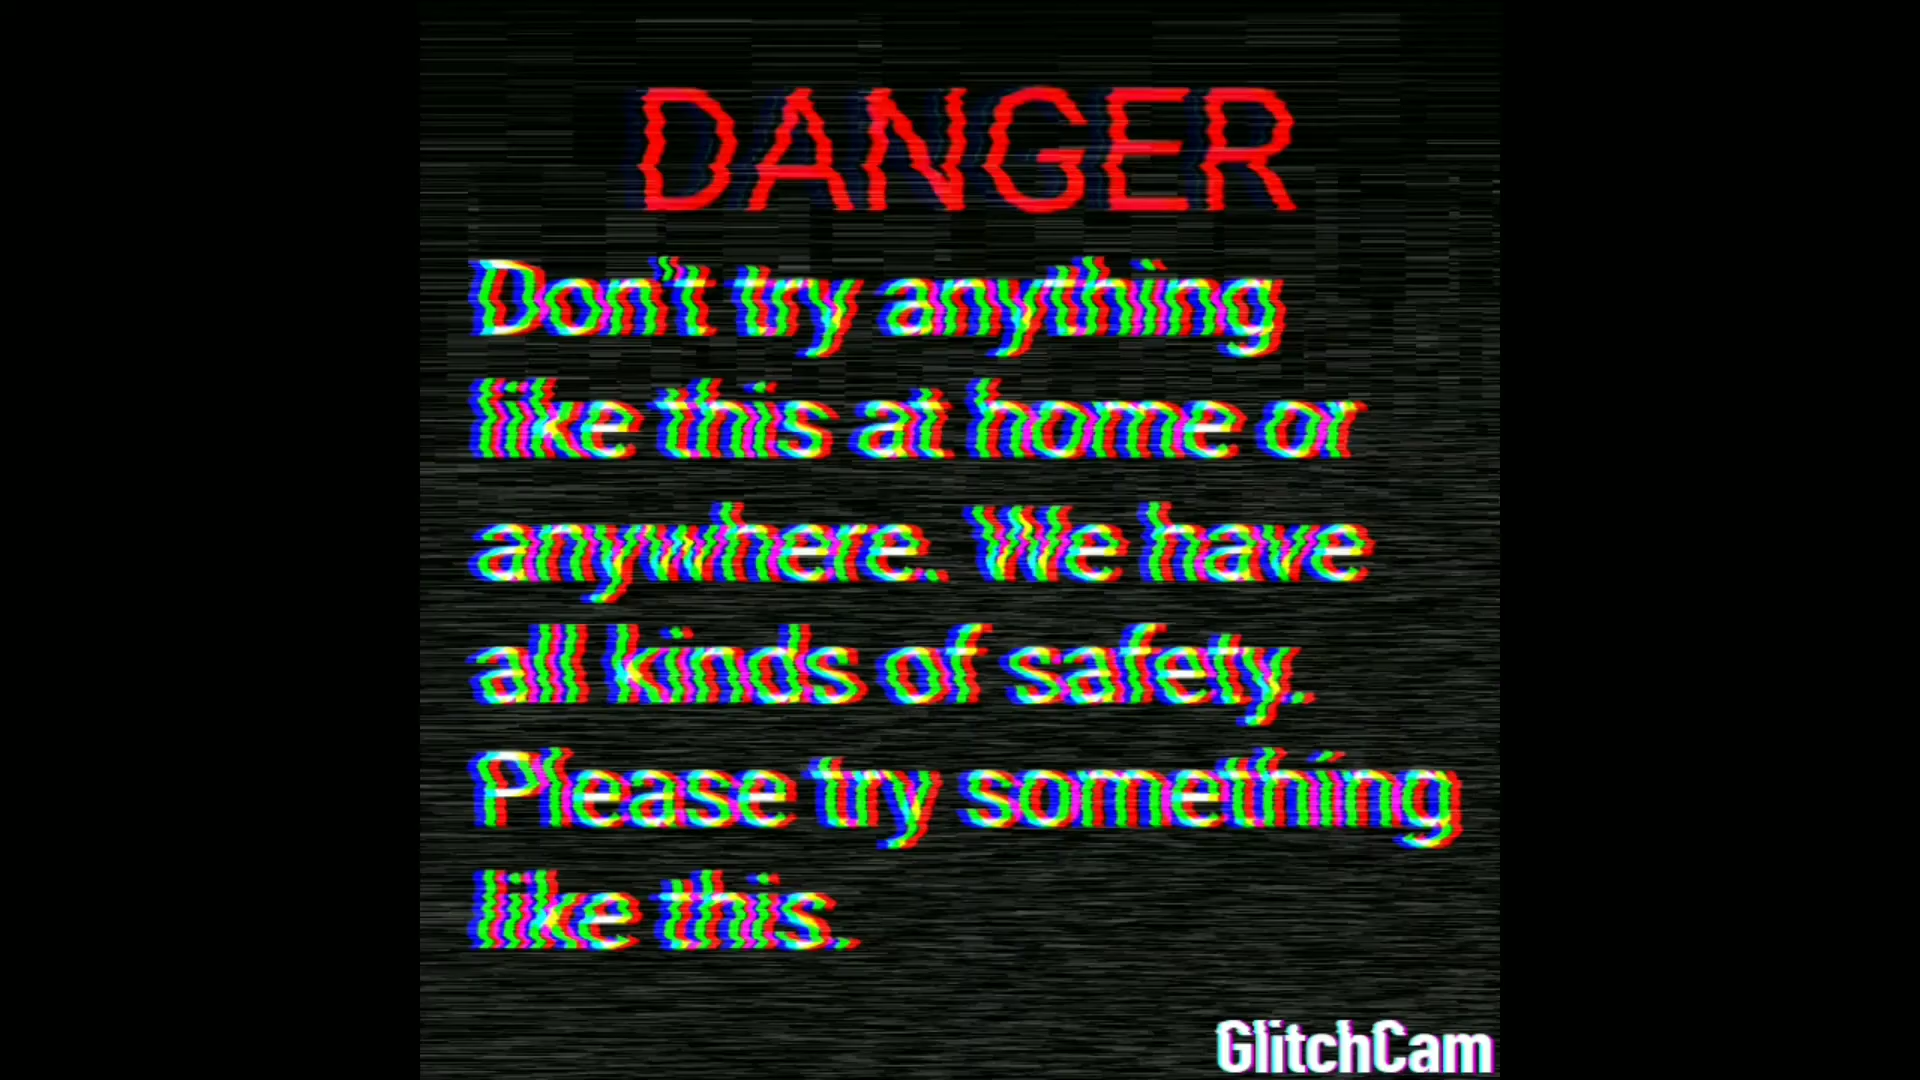 DANGER
Don't try anything
like this at home or
anywhere. We have
all kinds of safety.
Please try something
like this.
GlitchCam